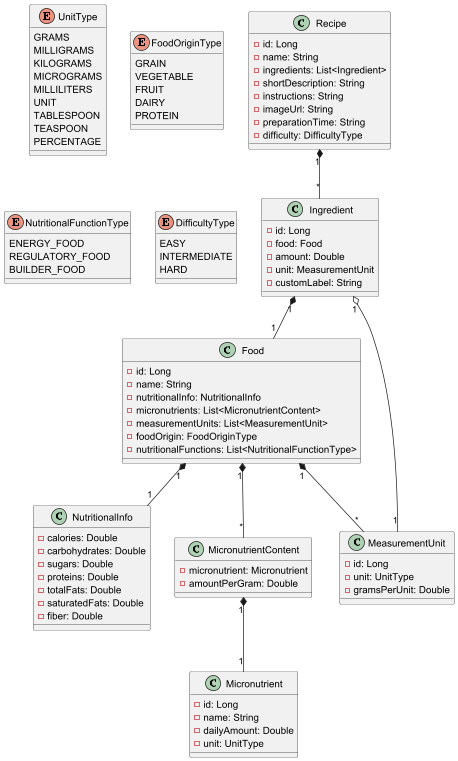 E UnitType
GRAMS
MILLIGRAMS
KILOGRAMS
MICROGRAMS
MILLILITERS
UNIT
TABLESPOON
TEASPOON
PERCENTAGE
E FoodOriginType
GRAIN
VEGETABLE
FRUIT
DAIRY
PROTEIN
C Recipe
id: Long
name: String
ingredients: List<Ingredient>
shortDescription: String
instructions: String
imageUrl: String
preparationTime: String
difficulty: DifficultyType
1
*
E NutritionalFunctionType
ENERGY_FOOD
REGULATORY_FOOD
BUILDER_FOOD
E DifficultyType
EASY
INTERMEDIATE
HARD
C Ingredient
id: Long
food: Food
amount: Double
unit: MeasurementUnit
customLabel: String
1
1
1
C Food
id: Long
name: String
nutritionalInfo: NutritionalInfo
micronutrients: List<MicronutrientContent>
measurementUnits: List<MeasurementUnit>
foodOrigin: FoodOriginType
nutritionalFunctions: List<NutritionalFunctionType>
1
1
1
1
*
*
1
C NutritionalInfo
calories: Double
carbohydrates: Double
sugars: Double
proteins: Double
totalFats: Double
saturatedFats: Double
fiber: Double
C MicronutrientContent
micronutrient: Micronutrient
amountPerGram: Double
C MeasurementUnit
id: Long
unit: UnitType
gramsPerUnit: Double
1
1
C Micronutrient
id: Long
name: String
dailyAmount: Double
unit: UnitType